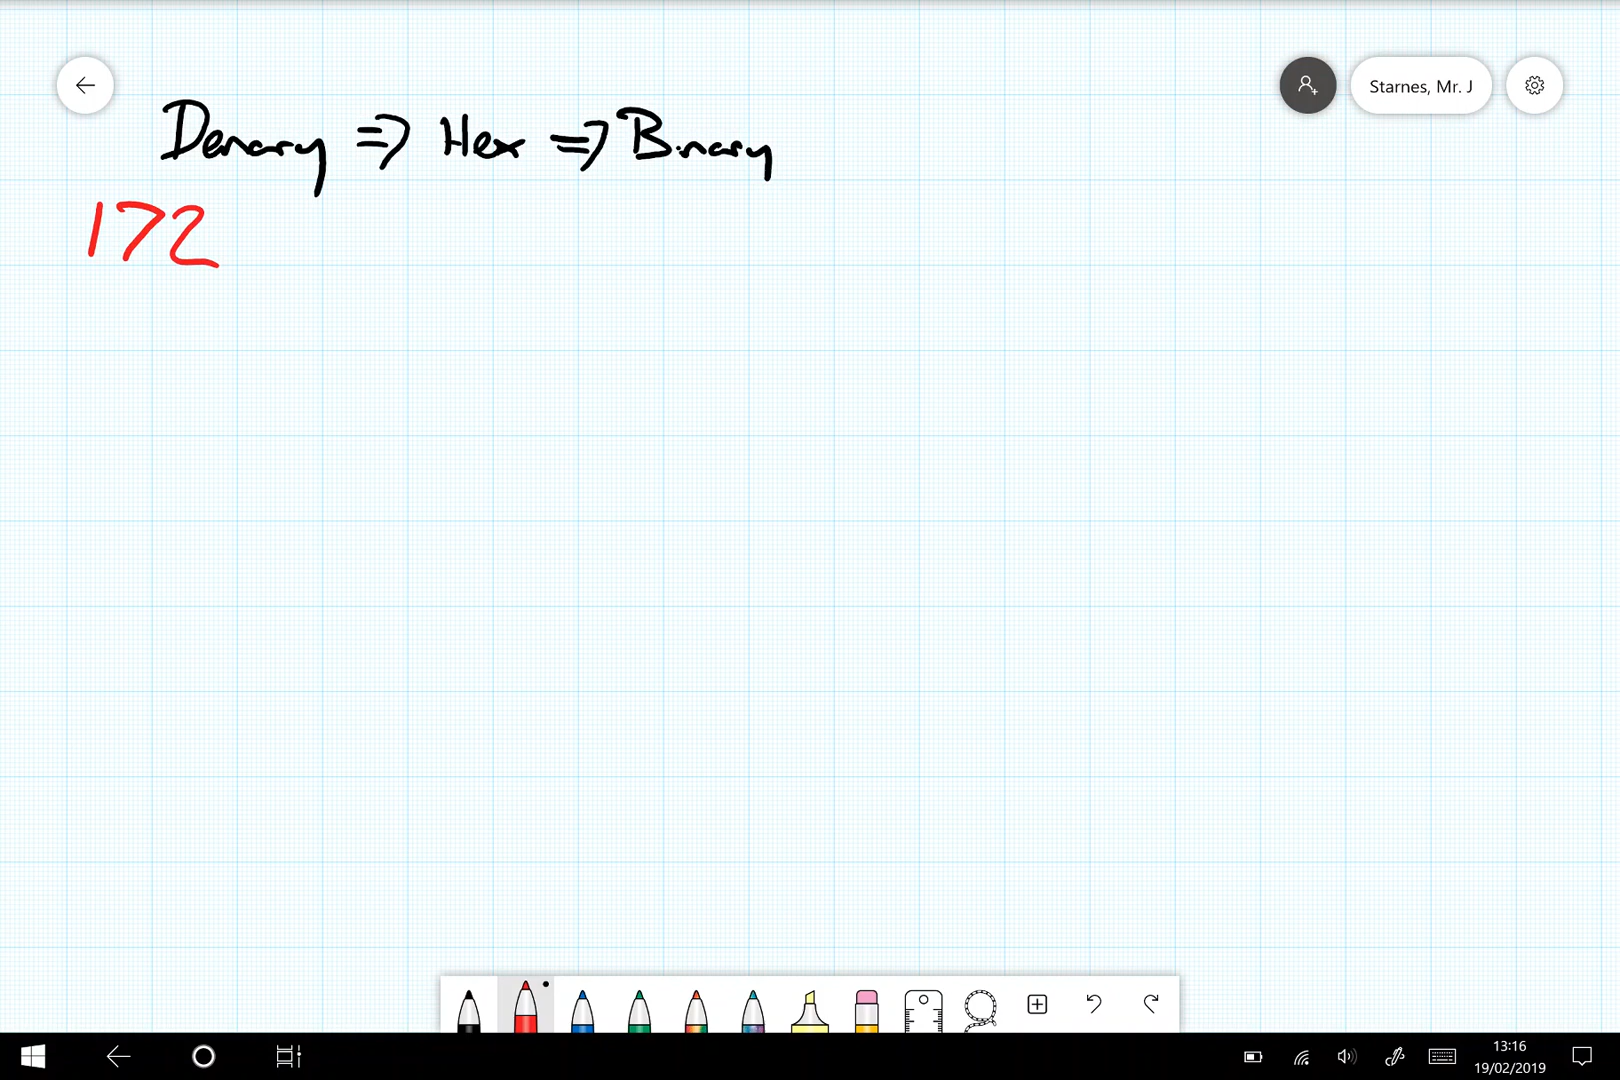 Starnes, Mr. J
Denary => Hex => Binary
172
13:16
19/02/2019